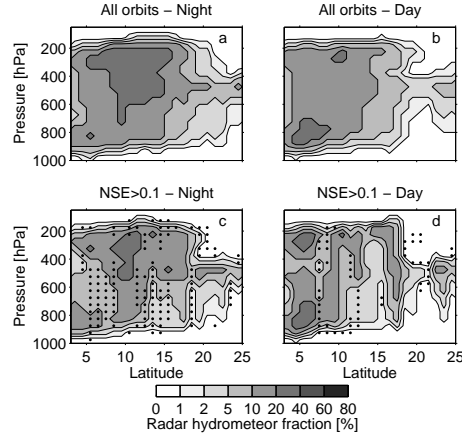 All orbits – Night
All orbits – Day
a
b
Pressure [hPa]
200
400
600
800
1000
NSE>0.1 – Night
NSE>0.1 – Day
c
d
Pressure [hPa]
200
400
600
800
1000
5 10 15 20 25
5 10 15 20 25
Latitude
Latitude
0 1 2 5 10 20 40 60 80
Radar hydrometeor fraction [%]